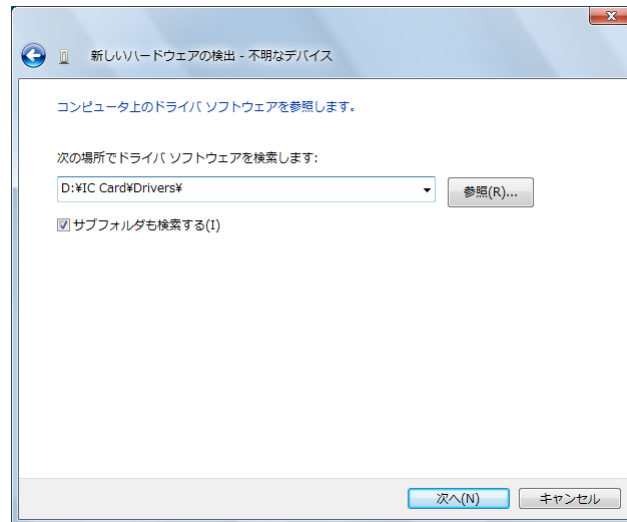 新しいハードウェアの検出 - 不明なデバイス
コンピュータ上のドライバ ソフトウェアを参照します。
次の場所でドライバ ソフトウェアを検索します:
D:¥IC Card¥Drivers¥
参照(R)...
サブフォルダも検索する(I)
次へ(N)
キャンセル